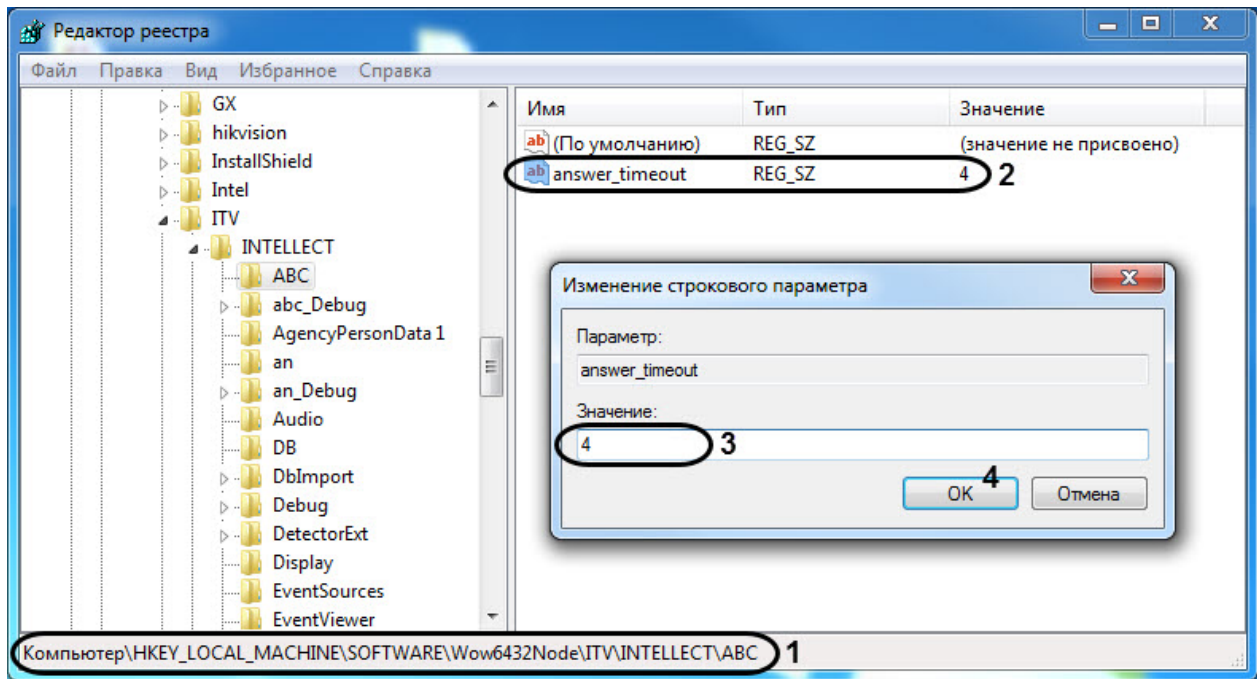 Редактор реестра
Файл Правка Вид Избранное Справка
GX
hikvision
InstallShield
Intel
ITV
INTELLECT
ABC
abc_Debug
AgencyPersonData 1
an
an_Debug
Audio
DB
DbImport
Debug
DetectorExt
Display
EventSources
EventViewer
Имя Тип Значение
ab (По умолчанию) REG_SZ (значение не присвоено)
ab answer_timeout REG_SZ 4 2
Изменение строкового параметра
Параметр:
answer_timeout
Значение:
4 3
4
OK Отмена
Компьютер\HKEY_LOCAL_MACHINE\SOFTWARE\Wow6432Node\ITV\INTELLECT\ABC 1